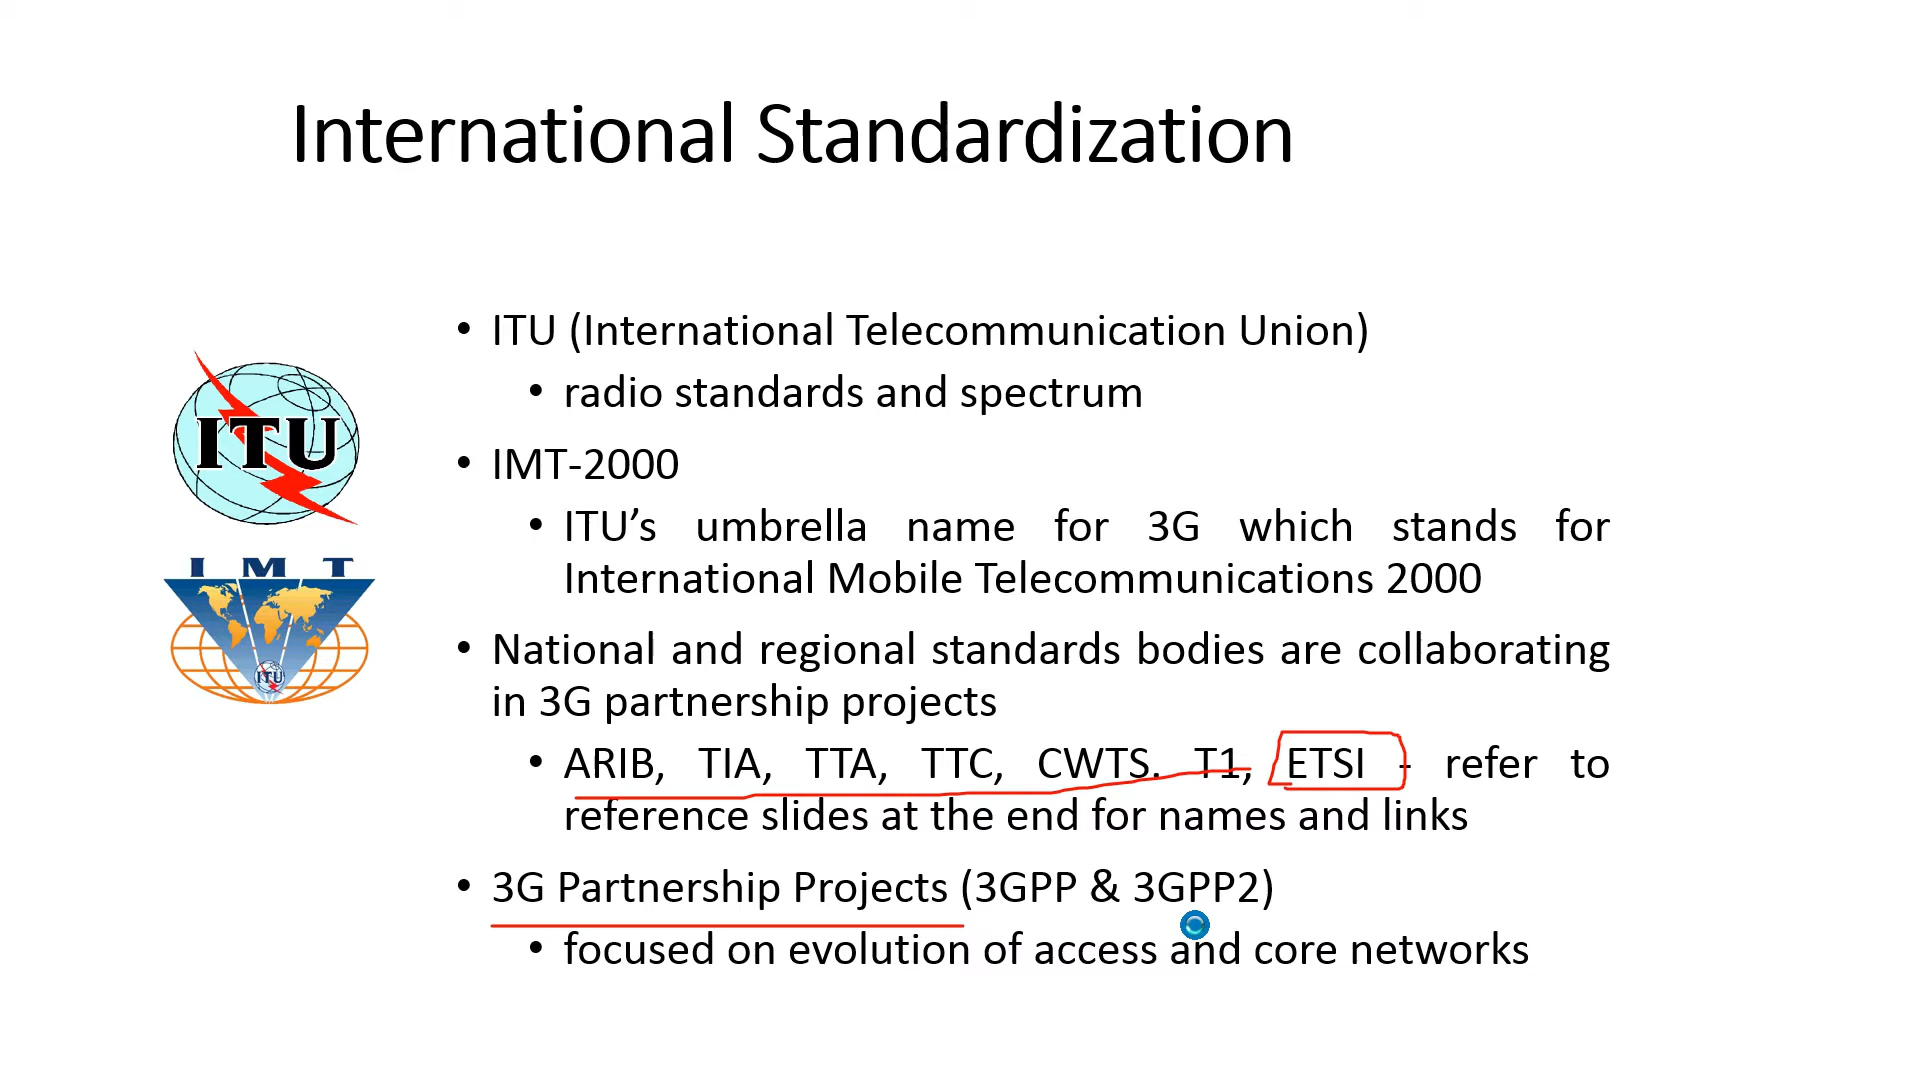 International Standardization
• ITU (International Telecommunication Union)
• radio standards and spectrum
ITU
• IMT-2000
• ITU’s umbrella name for 3G which stands for
International Mobile Telecommunications 2000
I M T
ITU
• National and regional standards bodies are collaborating
in 3G partnership projects
• ARIB, TIA, TTA, TTC, CWTS. T1, ETSI - refer to
reference slides at the end for names and links
• 3G Partnership Projects (3GPP & 3GPP2)
• focused on evolution of access and core networks